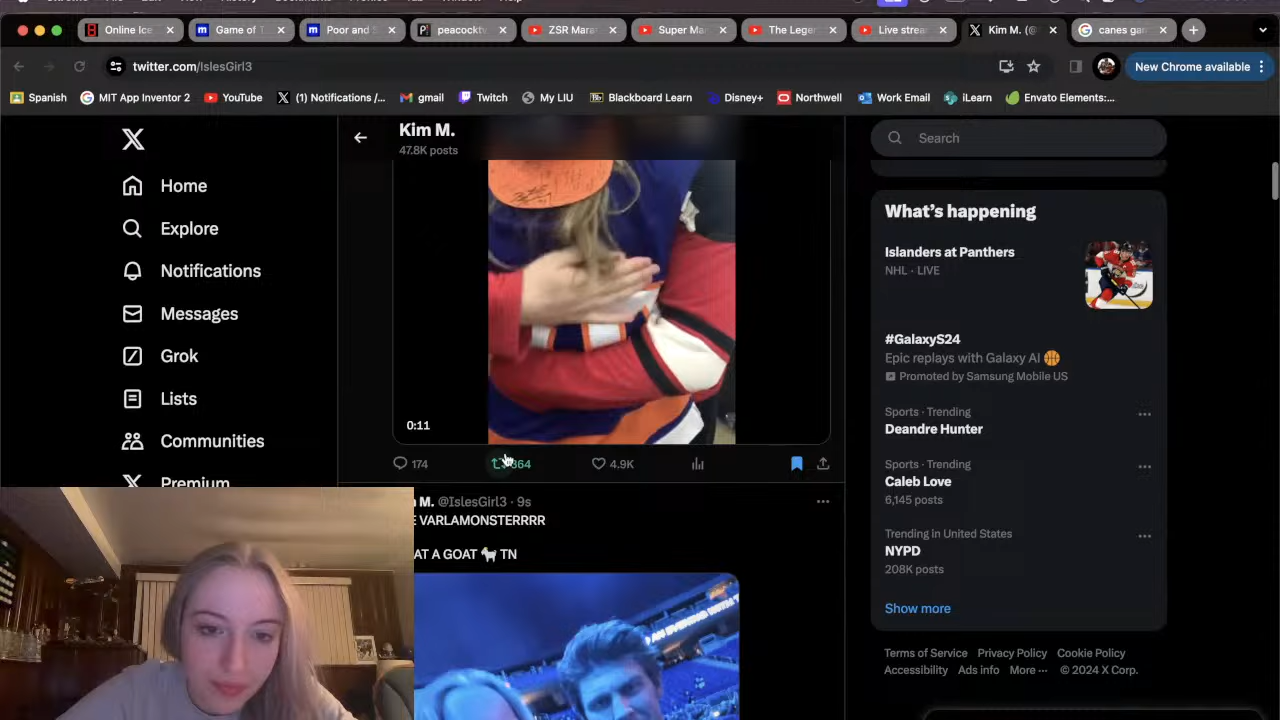 Online Ice
Game of T
Poor and S
peacocktv
ZSR Mara
Super Ma
The Leger
Live strea
Kim M. (@
canes gan
twitter.com/IslesGirl3
New Chrome available
Spanish
MIT App Inventor 2
YouTube
(1) Notifications /...
gmail
Twitch
My LIU
Blackboard Learn
Disney+
Northwell
Work Email
iLearn
Envato Elements:...
Kim M.
47.8K posts
Search
Home
Explore
Notifications
Messages
Grok
Lists
Communities
Premium
0:11
174
364
4.9K
M. @IslesGirl3 · 9s
E VARLAMONSTERRRR
AT A GOAT 🐐 TN
AN EVENING WITH T
What's happening
Islanders at Panthers
NHL · LIVE
#GalaxyS24
Epic replays with Galaxy AI 🏀
Promoted by Samsung Mobile US
Sports · Trending
Deandre Hunter
Sports · Trending
Caleb Love
6,145 posts
Trending in United States
NYPD
208K posts
Show more
Terms of Service Privacy Policy Cookie Policy
Accessibility Ads info More ··· © 2024 X Corp.